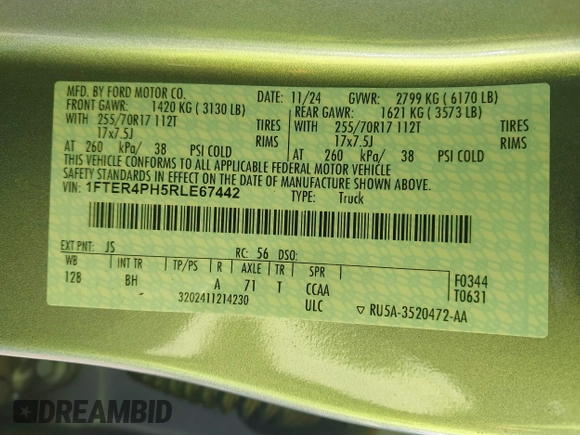 MFD. BY FORD MOTOR CO. DATE: 11/24 GVWR: 2799 KG ( 6170 LB)
FRONT GAWR: 1420 KG ( 3130 LB) REAR GAWR: 1621 KG ( 3573 LB)
WITH 255/70R17 112T TIRES WITH 255/70R17 112T TIRES
17x7.5J RIMS 17x7.5J RIMS
AT 260 kPa/ 38 PSI COLD AT 260 kPa/ 38 PSI COLD
THIS VEHICLE CONFORMS TO ALL APPLICABLE FEDERAL MOTOR VEHICLE
SAFETY STANDARDS IN EFFECT ON THE DATE OF MANUFACTURE SHOWN ABOVE.
VIN: 1FTER4PH5RLE67442 TYPE: Truck
EXT PNT: JS RC: 56 DSO:
WB INT TR TP/PS R AXLE TR SPR F0344
128 BH A 71 T CCAA T0631
3202411214230 ULC ▽ RU5A-3520472-AA
DREAMBID